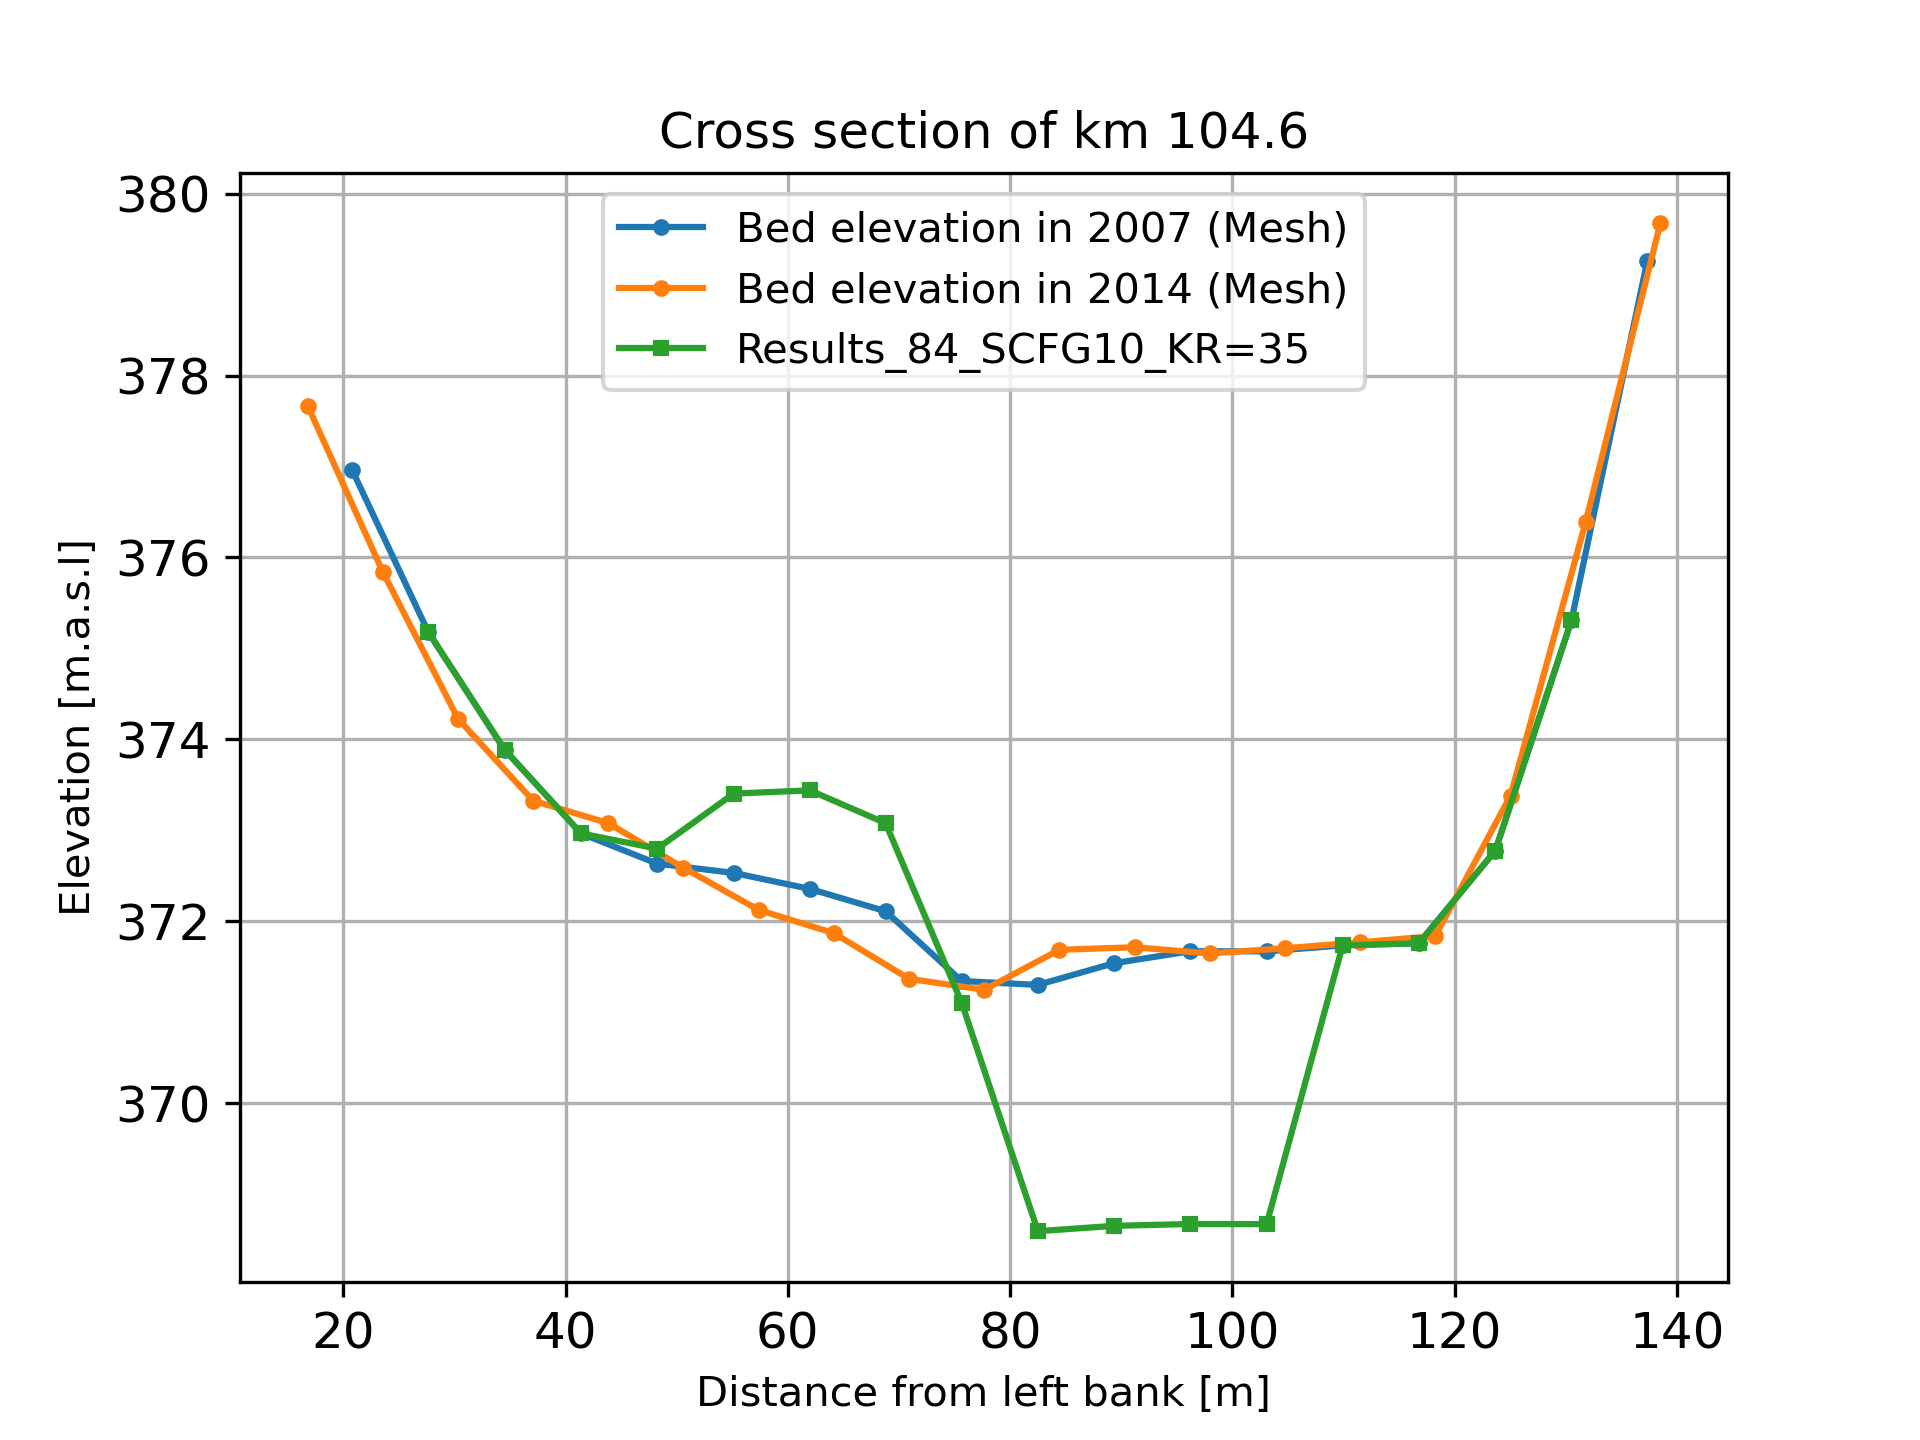 Cross section of km 104.6
Bed elevation in 2007 (Mesh)
Bed elevation in 2014 (Mesh)
Results_84_SCFG10_KR=35
380
378
376
374
372
370
Elevation [m.a.s.l]
20 40 60 80 100 120 140
Distance from left bank [m]